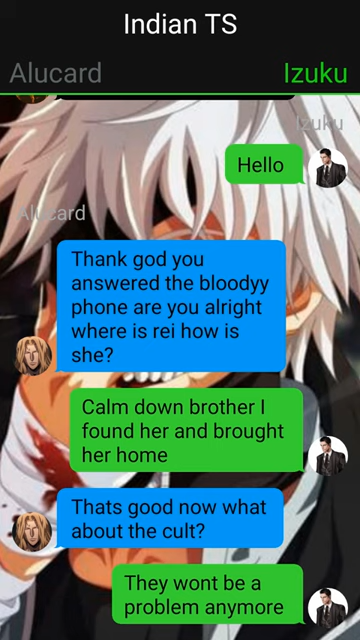 Indian TS
Alucard Izuku
Izuku
Hello
Alucard
Thank god you
answered the bloodyy
phone are you alright
where is rei how is
she?
Calm down brother I
found her and brought
her home
Thats good now what
about the cult?
They wont be a
problem anymore